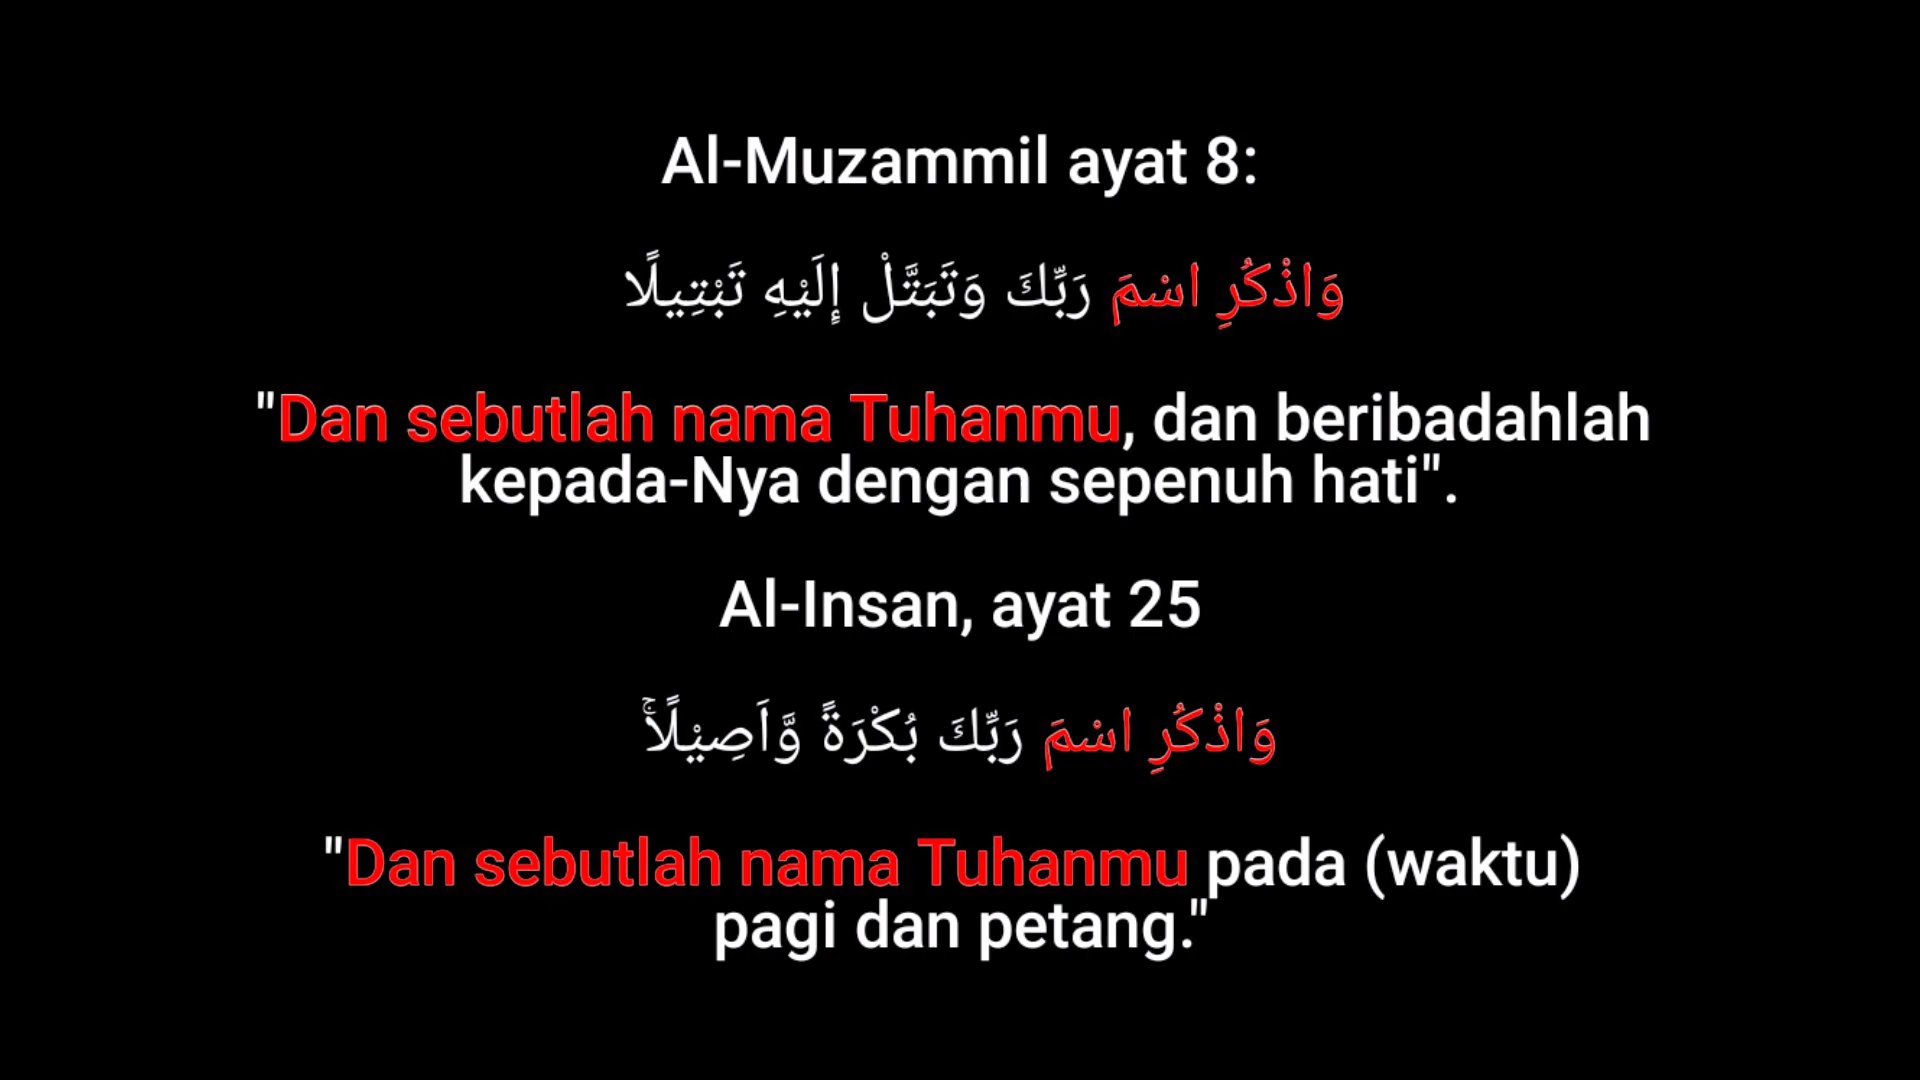 Al-Muzammil ayat 8:
وَاذْكُرِ اسْمَ رَبِّكَ وَتَبَتَّلْ إِلَيْهِ تَبْتِيلًا
"Dan sebutlah nama Tuhanmu, dan beribadahlah
kepada-Nya dengan sepenuh hati".
Al-Insan, ayat 25
وَاذْكُرِ اسْمَ رَبِّكَ بُكْرَةً وَّاَصِيْلًاۚ
"Dan sebutlah nama Tuhanmu pada (waktu)
pagi dan petang."